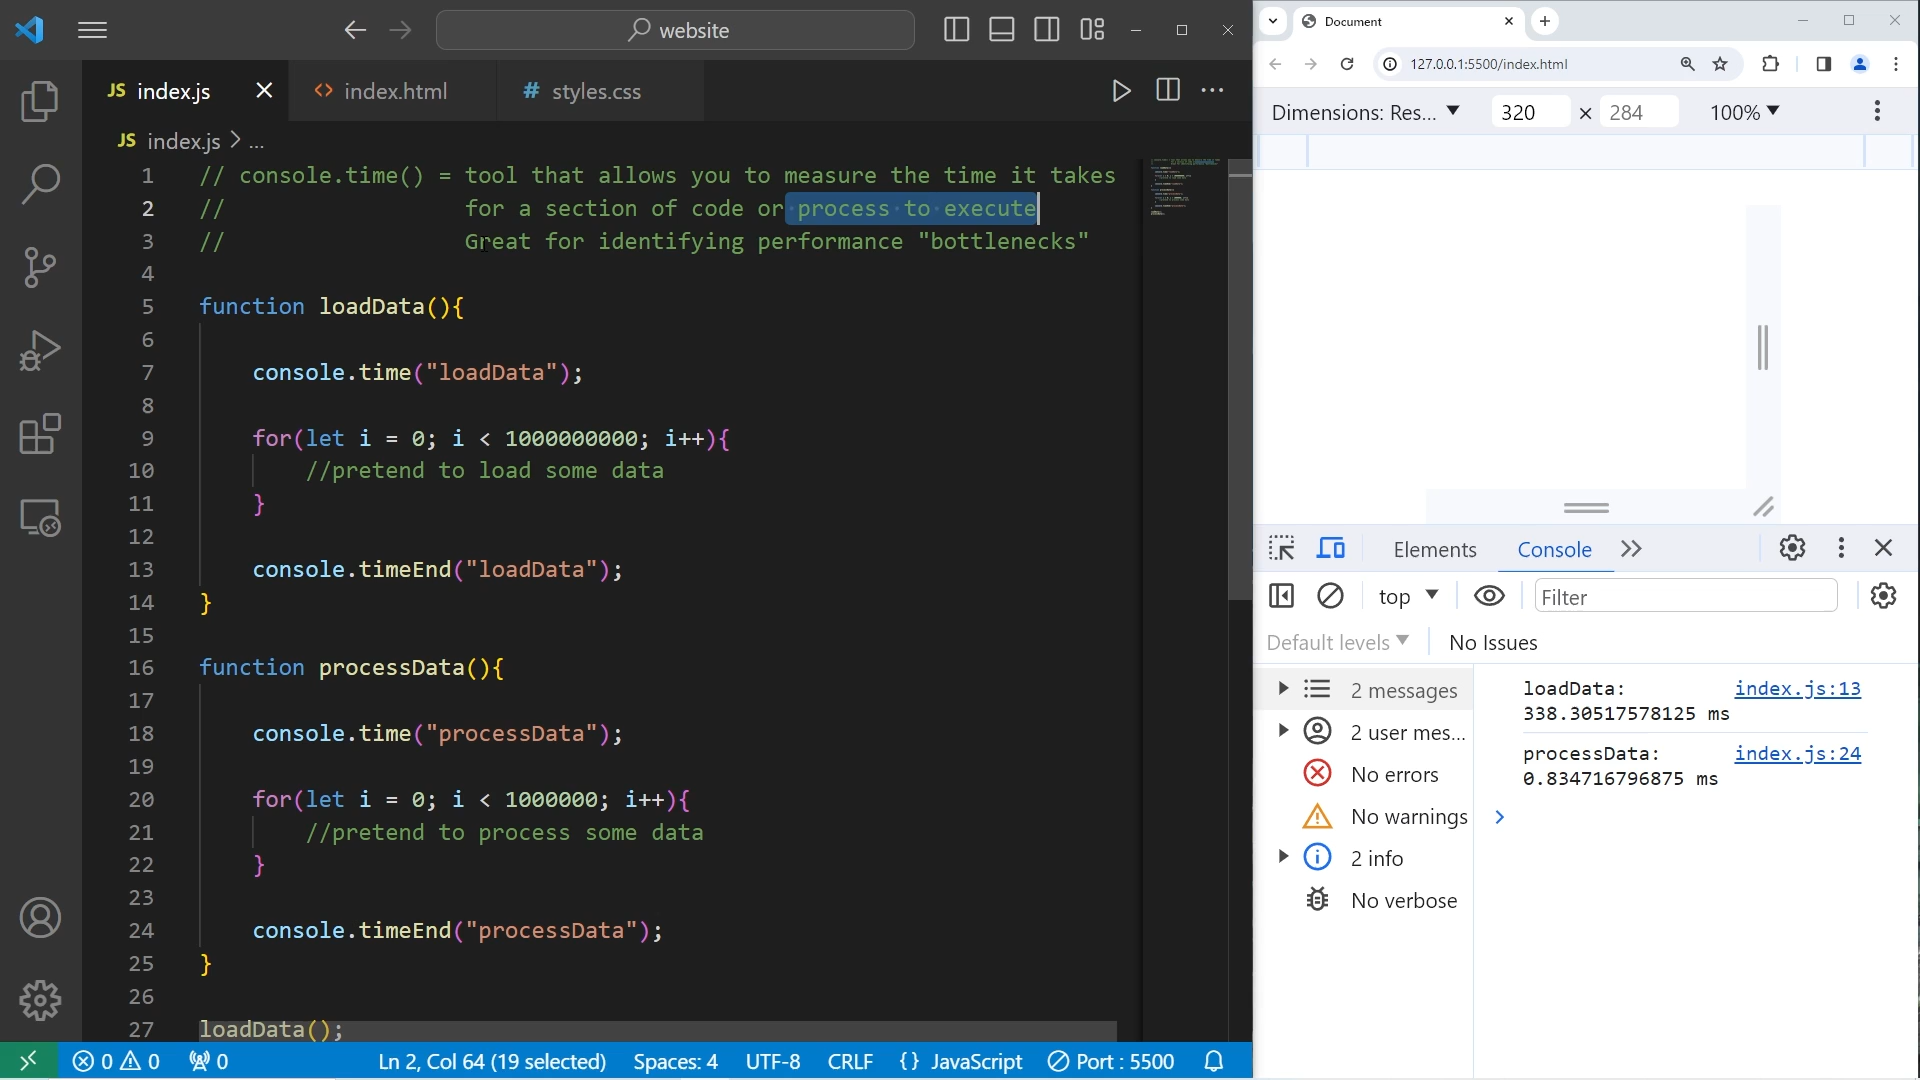 website
JS index.js
<> index.html
# styles.css
JS index.js > ...
1 // console.time() = tool that allows you to measure the time it takes
2 // for a section of code or process to execute
3 // Great for identifying performance "bottlenecks"
4
5 function loadData(){
6
7 console.time("loadData");
8
9 for(let i = 0; i < 1000000000; i++){
10 //pretend to load some data
11 }
12
13 console.timeEnd("loadData");
14 }
15
16 function processData(){
17
18 console.time("processData");
19
20 for(let i = 0; i < 1000000; i++){
21 //pretend to process some data
22 }
23
24 console.timeEnd("processData");
25 }
26
27 loadData();
0 0 0 Ln 2, Col 64 (19 selected) Spaces: 4 UTF-8 CRLF {} JavaScript Port : 5500
Document
127.0.0.1:5500/index.html
Dimensions: Res... 320 × 284 100%
Elements Console
top Filter
Default levels No Issues
2 messages
2 user mes...
No errors
No warnings
2 info
No verbose
loadData: index.js:13
338.30517578125 ms
processData: index.js:24
0.834716796875 ms